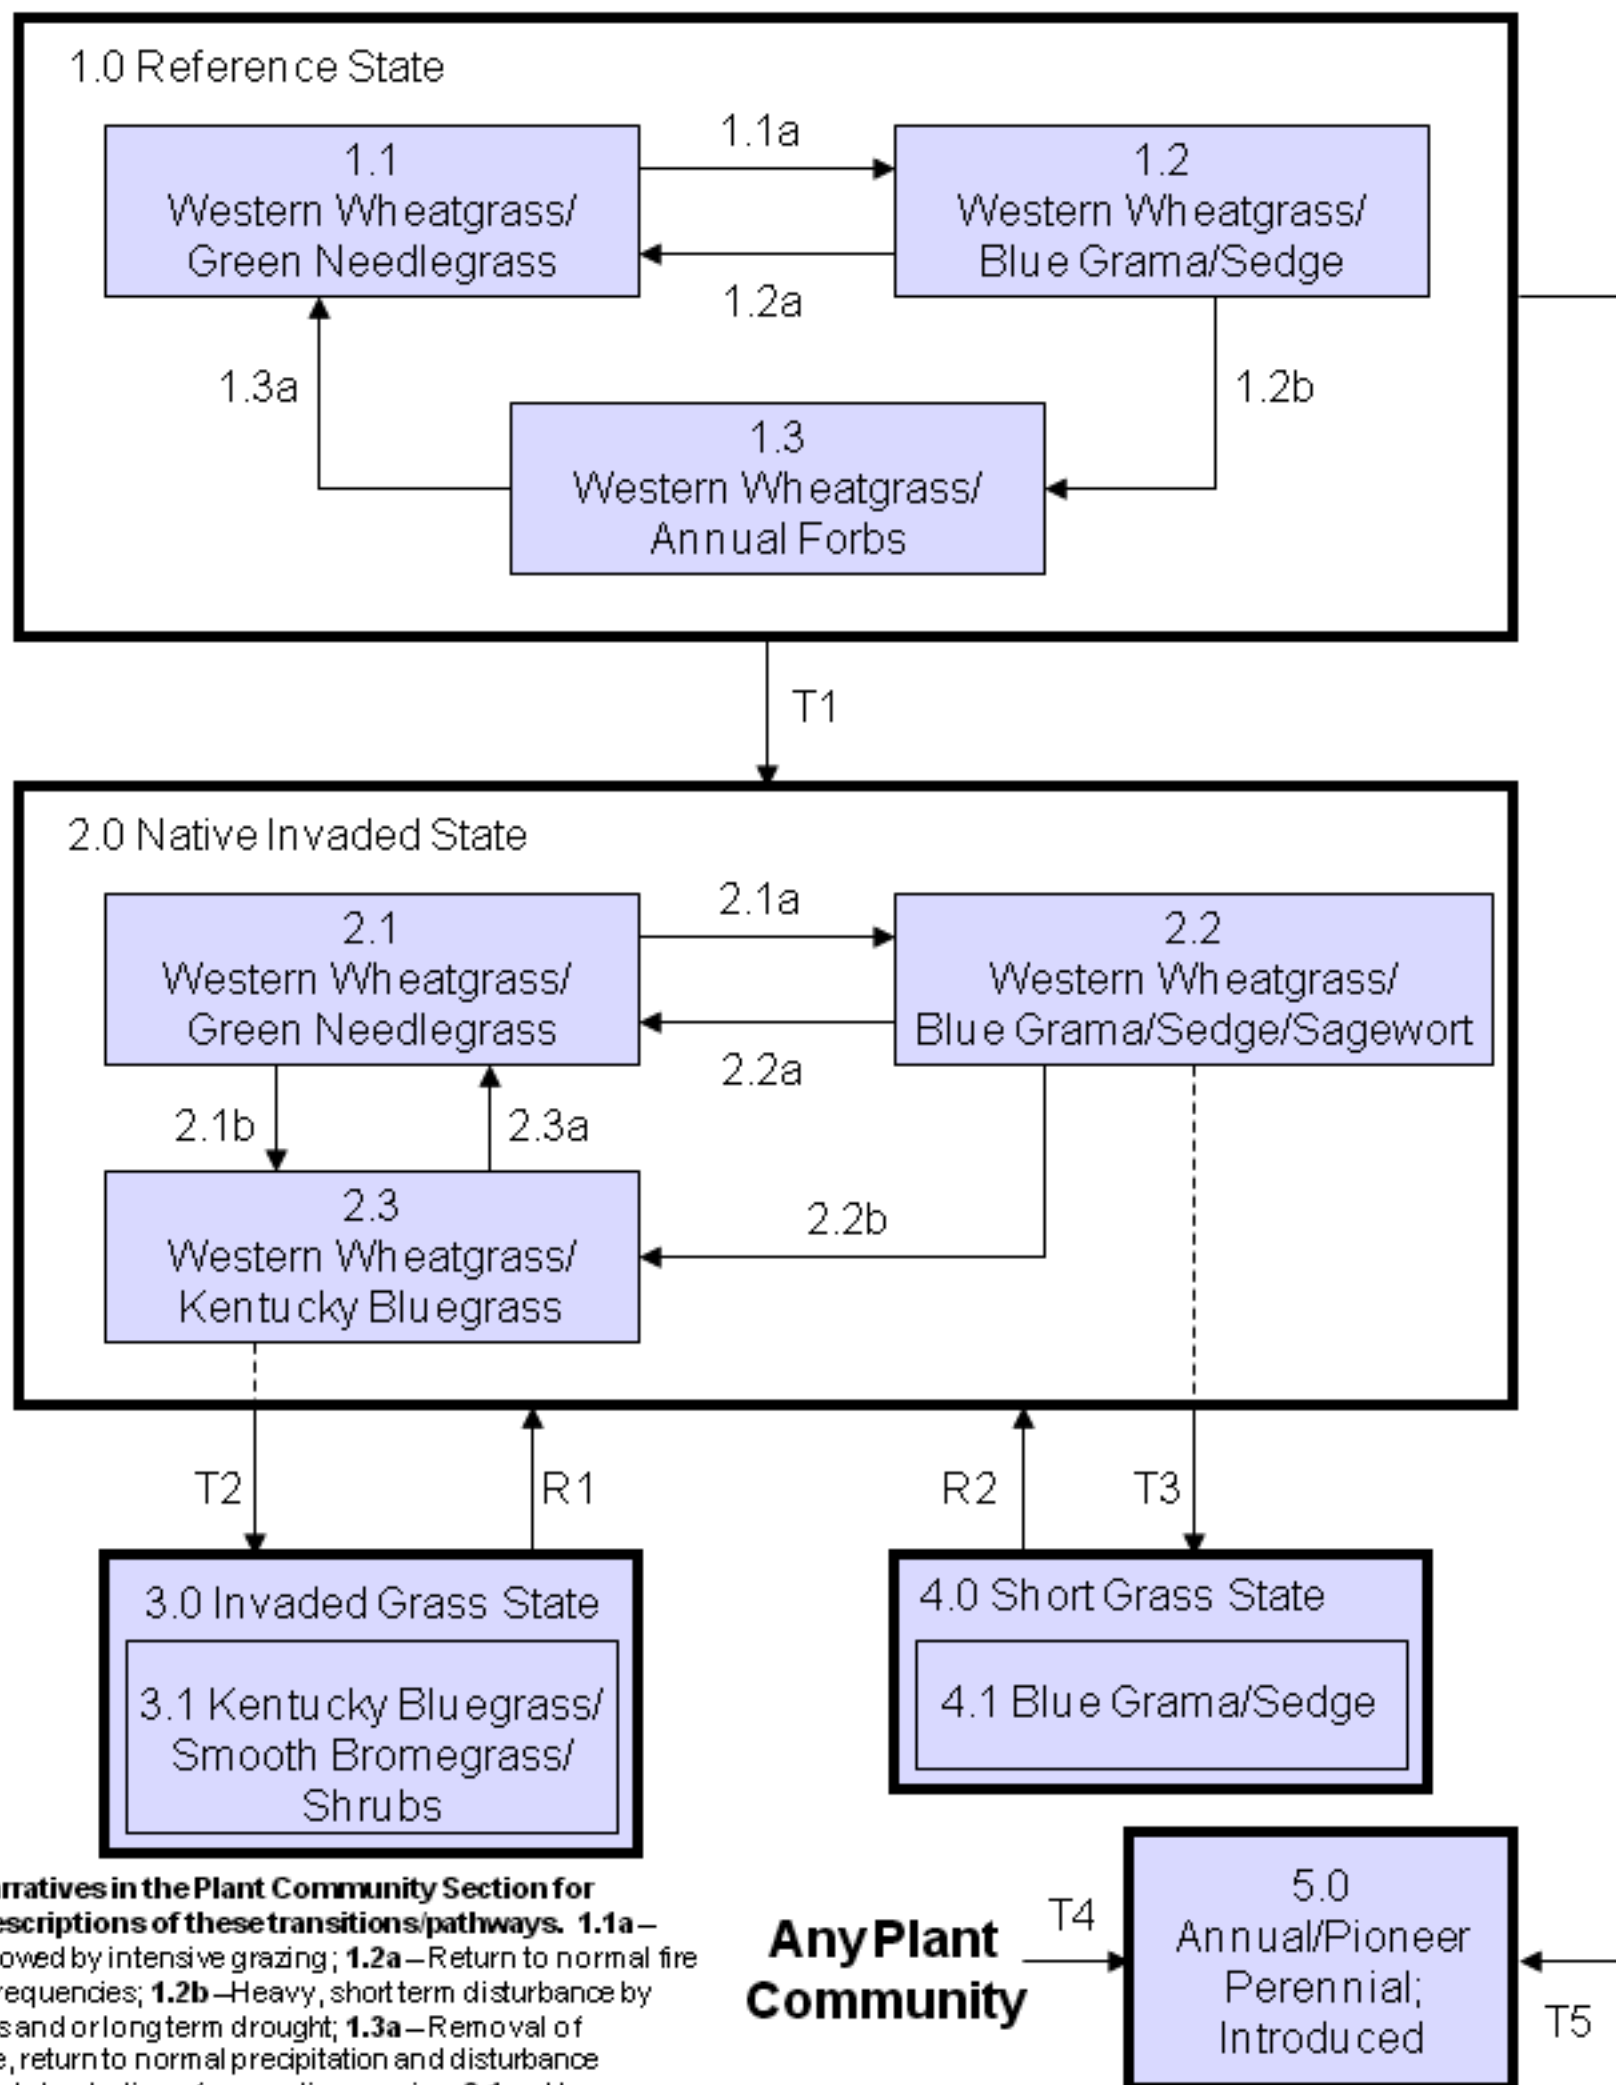 1.0 Reference State
1.1
Western Wheatgrass/
Green Needlegrass
1.1a
1.2
Western Wheatgrass/
Blue Grama/Sedge
1.2a
1.3a
1.2b
1.3
Western Wheatgrass/
Annual Forbs
T1
2.0 Native Invaded State
2.1
Western Wheatgrass/
Green Needlegrass
2.1a
2.2
Western Wheatgrass/
Blue Grama/Sedge/Sagewort
2.2a
2.1b
2.3a
2.3
Western Wheatgrass/
Kentucky Bluegrass
2.2b
T2
R1
R2
T3
3.0 Invaded Grass State
3.1 Kentucky Bluegrass/
Smooth Bromegrass/
Shrubs
4.0 Short Grass State
4.1 Blue Grama/Sedge
in the Plant Community Section for
of these transitions/pathways. 1.1a–
by intensive grazing; 1.2a–Return to normal fire
1.2b–Heavy, short term disturbance by
and or long term drought; 1.3a–Removal of
return to normal precipitation and disturbance
Any Plant
Community
T4
5.0
Annual/Pioneer
Perennial;
Introduced
T5